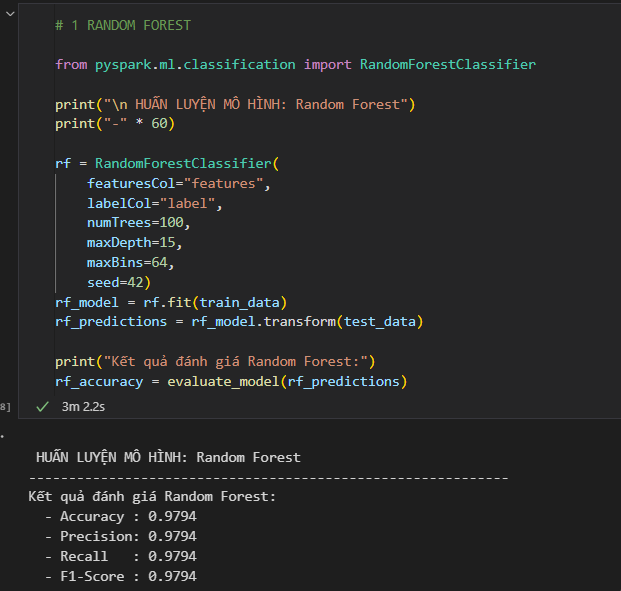 # 1 RANDOM FOREST
from pyspark.ml.classification import RandomForestClassifier
print("\n HUẤN LUYỆN MÔ HÌNH: Random Forest")
print("-" * 60)
rf = RandomForestClassifier(
    featuresCol="features",
    labelCol="label",
    numTrees=100,
    maxDepth=15,
    maxBins=64,
    seed=42)
rf_model = rf.fit(train_data)
rf_predictions = rf_model.transform(test_data)
print("Kết quả đánh giá Random Forest:")
rf_accuracy = evaluate_model(rf_predictions)
8]
3m 2.2s
HUẤN LUYỆN MÔ HÌNH: Random Forest
------------------------------------------------------------
Kết quả đánh giá Random Forest:
  - Accuracy : 0.9794
  - Precision: 0.9794
  - Recall   : 0.9794
  - F1-Score : 0.9794